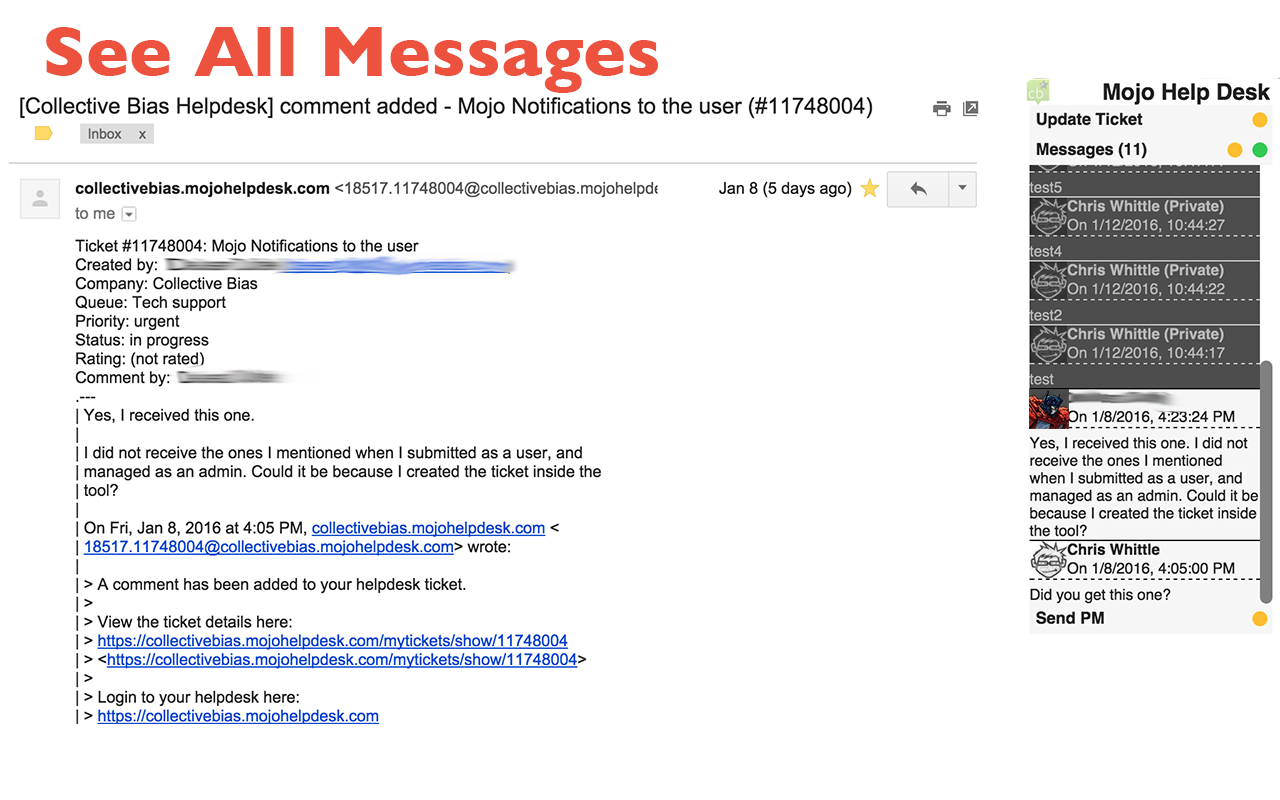 See All Messages
[Collective Bias Helpdesk] comment added - Mojo Notifications to the user (#11748004)
Inbox x
collectivebias.mojohelpdesk.com <18517.11748004@collectivebias.mojohelpde
Jan 8 (5 days ago)
to me
Ticket #11748004: Mojo Notifications to the user
Created by:
Company: Collective Bias
Queue: Tech support
Priority: urgent
Status: in progress
Rating: (not rated)
Comment by:
.---
| Yes, I received this one.
|
| I did not receive the ones I mentioned when I submitted as a user, and
| managed as an admin. Could it be because I created the ticket inside the
| tool?
|
| On Fri, Jan 8, 2016 at 4:05 PM, collectivebias.mojohelpdesk.com <
| 18517.11748004@collectivebias.mojohelpdesk.com> wrote:
|
| > A comment has been added to your helpdesk ticket.
| >
| > View the ticket details here:
| > https://collectivebias.mojohelpdesk.com/mytickets/show/11748004
| > <https://collectivebias.mojohelpdesk.com/mytickets/show/11748004>
| >
| > Login to your helpdesk here:
| > https://collectivebias.mojohelpdesk.com
cb
Mojo Help Desk
Update Ticket
Messages (11)
test5
Chris Whittle (Private)
On 1/12/2016, 10:44:27
test4
Chris Whittle (Private)
On 1/12/2016, 10:44:22
test2
Chris Whittle (Private)
On 1/12/2016, 10:44:17
test
On 1/8/2016, 4:23:24 PM
Yes, I received this one. I did not
receive the ones I mentioned
when I submitted as a user, and
managed as an admin. Could it be
because I created the ticket inside
the tool?
Chris Whittle
On 1/8/2016, 4:05:00 PM
Did you get this one?
Send PM